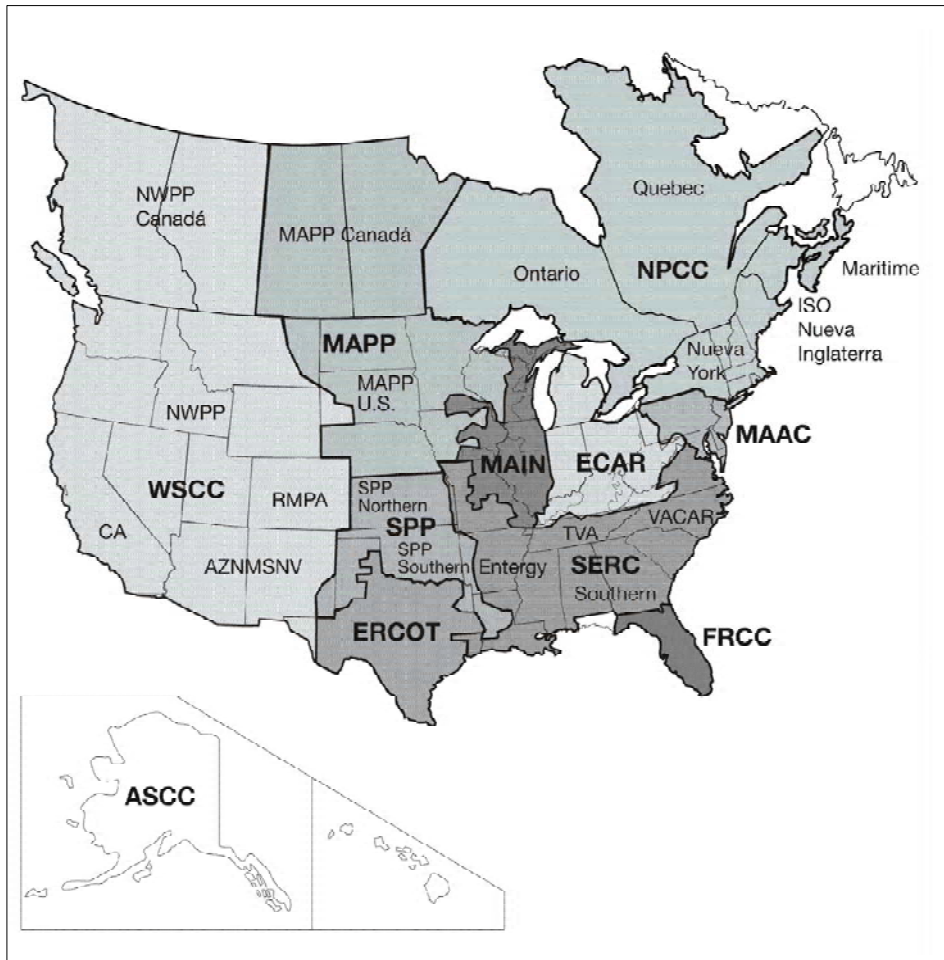 Quebec
NWPP
Canadá
MAPP Canadá
Ontario
NPCC
Maritime
ISO
Nueva
Inglaterra
MAPP
Nueva
York
MAPP
U.S.
NWPP
MAAC
MAIN
ECAR
WSCC
RMPA
SPP
Northern
VACAR
CA
SPP
TVA
SPP
Southern
Entergy
SERC
AZNMSNV
Southern
ERCOT
FRCC
ASCC